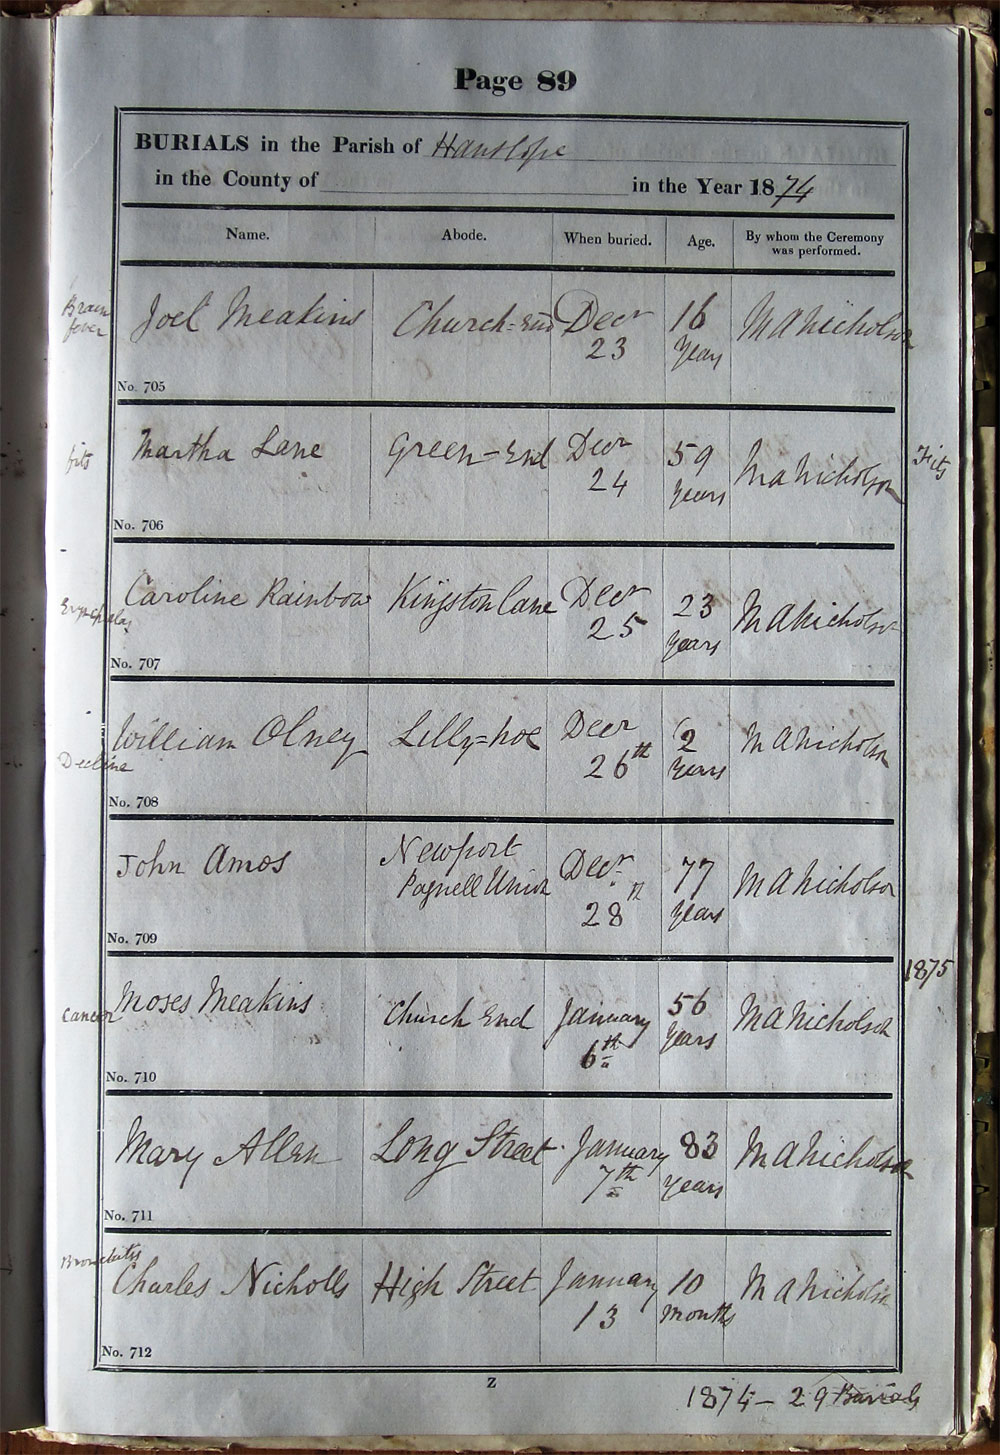 Page 89
BURIALS in the Parish of Hanslope
in the County of in the Year 1874
Name. Abode. When buried. Age. By whom the Ceremony was performed.
Brain fever
Joel Meakins Church=End Decr 23 16 Years M A Nicholson
No. 705
fits
Martha Lane Green-End Decr 24 59 Years M A Nicholson Fits
No. 706
Caroline Rainbow Kingston Lane Decr 25 23 Years M A Nicholson
No. 707
William Olney Lilly=hoe Decr 26th 2 Years M A Nicholson
Decline
No. 708
John Amos Newport Pagnell Union Decr 28 77 Years M A Nicholson
No. 709
1875
cancer
Moses Meakins Church End January 6th 56 Years M A Nicholson
No. 710
Mary Allen Long Street January 7th 83 Years M A Nicholson
No. 711
Bronchitis
Charles Nicholls High Street January 13 10 Months M A Nicholson
No. 712
Z
1874 - 29 Burials